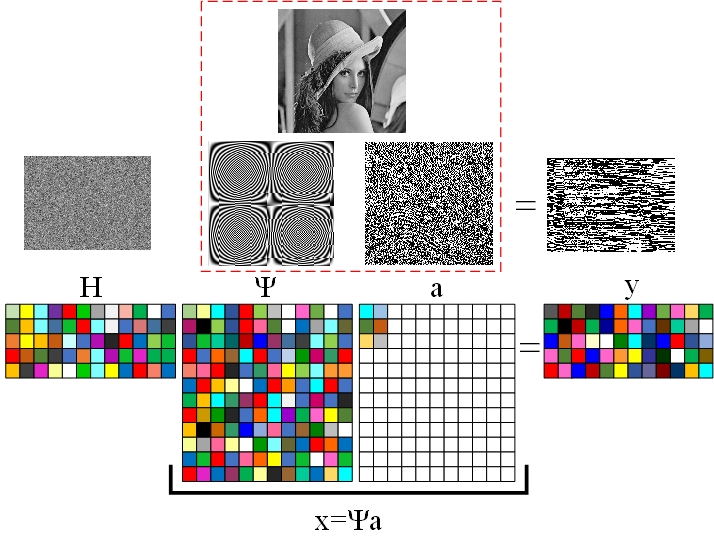 =
H Ψ a y
=
x=Ψa